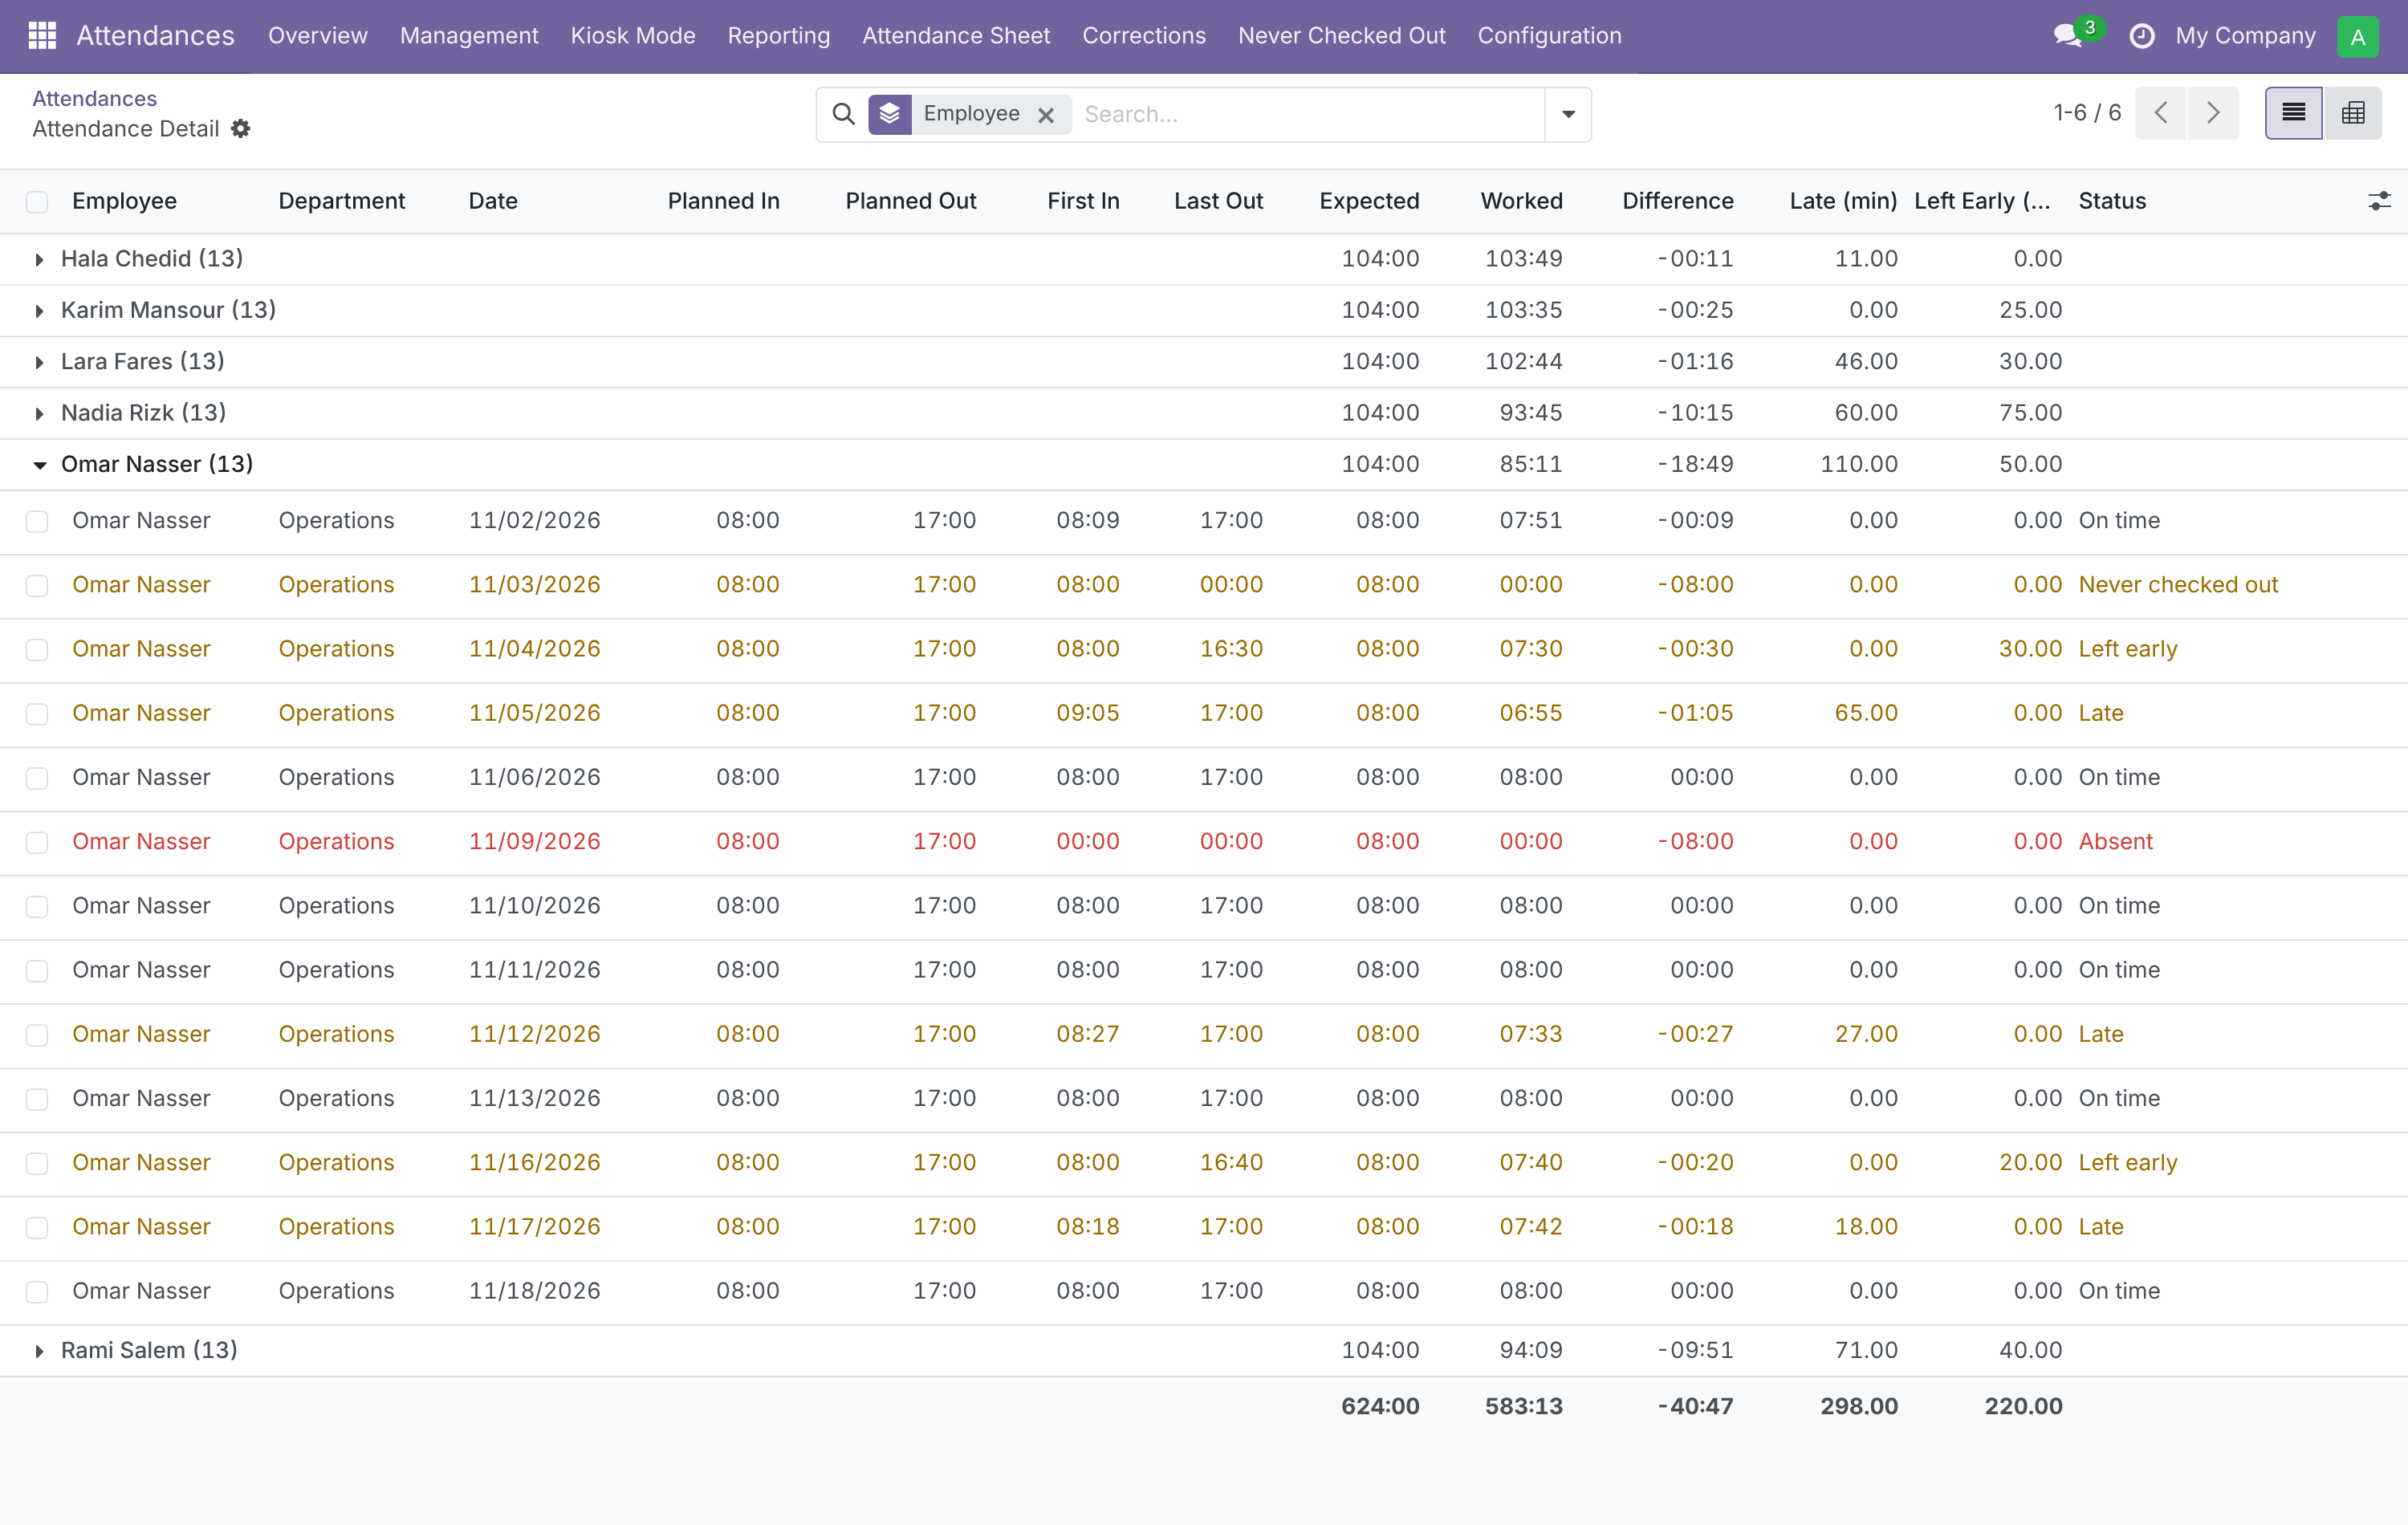 Attendances Overview Management Kiosk Mode Reporting Attendance Sheet Corrections Never Checked Out Configuration 3 My Company A
Attendances
Attendance Detail
Employee Search... 1-6 / 6
Employee Department Date Planned In Planned Out First In Last Out Expected Worked Difference Late (min) Left Early (... Status
Hala Chedid (13) 104:00 103:49 -00:11 11.00 0.00
Karim Mansour (13) 104:00 103:35 -00:25 0.00 25.00
Lara Fares (13) 104:00 102:44 -01:16 46.00 30.00
Nadia Rizk (13) 104:00 93:45 -10:15 60.00 75.00
Omar Nasser (13) 104:00 85:11 -18:49 110.00 50.00
Omar Nasser Operations 11/02/2026 08:00 17:00 08:09 17:00 08:00 07:51 -00:09 0.00 0.00 On time
Omar Nasser Operations 11/03/2026 08:00 17:00 08:00 00:00 08:00 00:00 -08:00 0.00 0.00 Never checked out
Omar Nasser Operations 11/04/2026 08:00 17:00 08:00 16:30 08:00 07:30 -00:30 0.00 30.00 Left early
Omar Nasser Operations 11/05/2026 08:00 17:00 09:05 17:00 08:00 06:55 -01:05 65.00 0.00 Late
Omar Nasser Operations 11/06/2026 08:00 17:00 08:00 17:00 08:00 08:00 00:00 0.00 0.00 On time
Omar Nasser Operations 11/09/2026 08:00 17:00 00:00 00:00 08:00 00:00 -08:00 0.00 0.00 Absent
Omar Nasser Operations 11/10/2026 08:00 17:00 08:00 17:00 08:00 08:00 00:00 0.00 0.00 On time
Omar Nasser Operations 11/11/2026 08:00 17:00 08:00 17:00 08:00 08:00 00:00 0.00 0.00 On time
Omar Nasser Operations 11/12/2026 08:00 17:00 08:27 17:00 08:00 07:33 -00:27 27.00 0.00 Late
Omar Nasser Operations 11/13/2026 08:00 17:00 08:00 17:00 08:00 08:00 00:00 0.00 0.00 On time
Omar Nasser Operations 11/16/2026 08:00 17:00 08:00 16:40 08:00 07:40 -00:20 0.00 20.00 Left early
Omar Nasser Operations 11/17/2026 08:00 17:00 08:18 17:00 08:00 07:42 -00:18 18.00 0.00 Late
Omar Nasser Operations 11/18/2026 08:00 17:00 08:00 17:00 08:00 08:00 00:00 0.00 0.00 On time
Rami Salem (13) 104:00 94:09 -09:51 71.00 40.00
624:00 583:13 -40:47 298.00 220.00